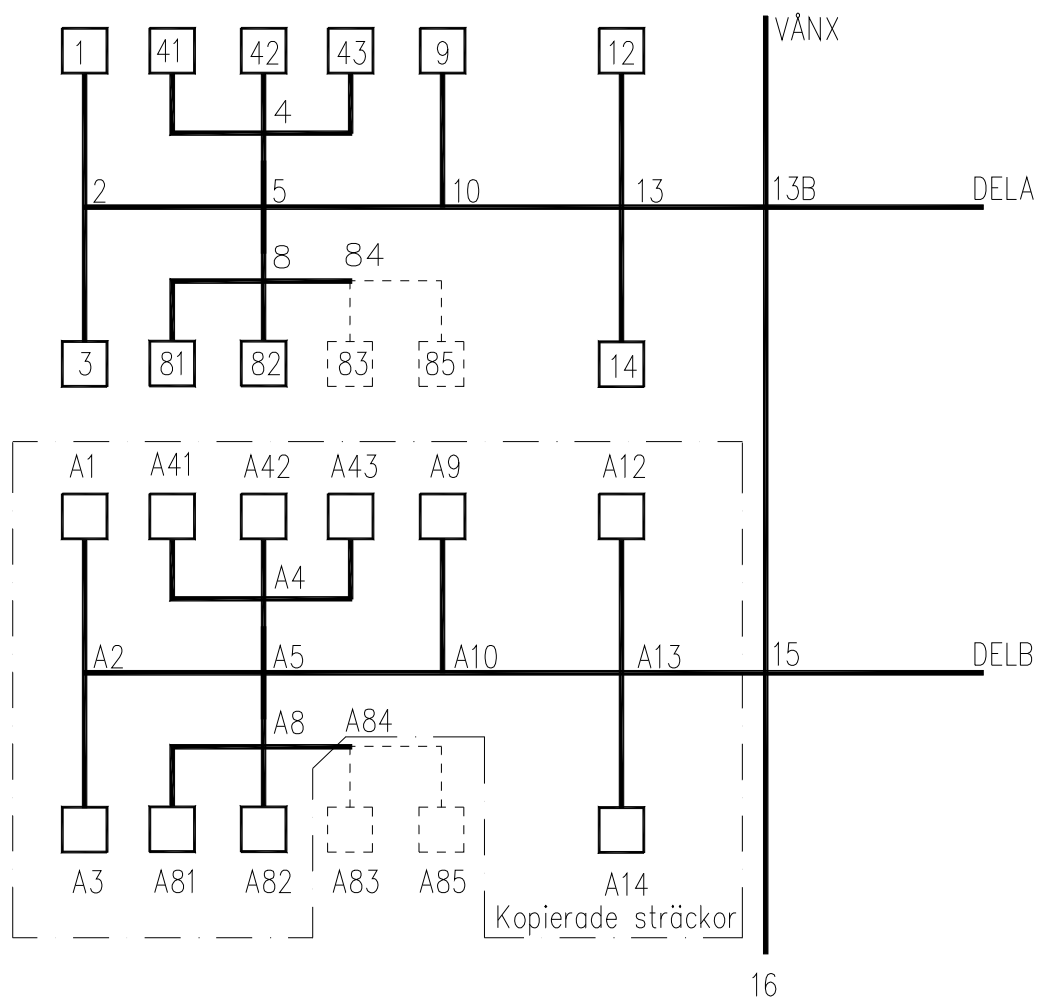 VÅNX
1 41 42 43 9 12
4
2 5 10 13 13B DELA
8 84
3 81 82 83 85 14
A1 A41 A42 A43 A9 A12
A4
A2 A5 A10 A13 15 DELB
A8 A84
A3 A81 A82 A83 A85 A14
Kopierade sträckor
16